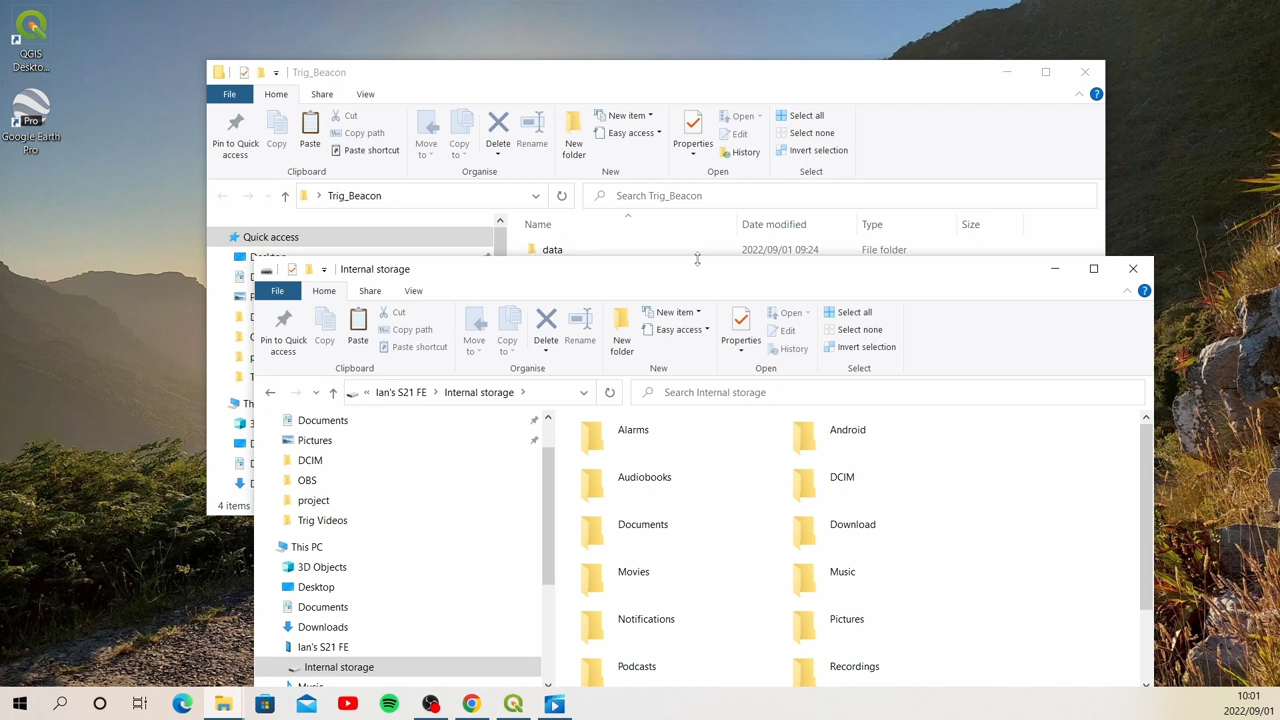 QGIS
Deskto...
Pro
Google Earth
Pro
Trig_Beacon
File
Home
Share
View
Pin to Quick
access
Copy
Paste
Cut
Copy path
Paste shortcut
Clipboard
Move
to
Copy
to
Delete
Rename
Organise
New
folder
New item
Easy access
New
Properties
Open
Edit
History
Open
Select all
Select none
Invert selection
Select
Trig_Beacon
Search Trig_Beacon
Quick access
Name
Date modified
Type
Size
data
2022/09/01 09:24
File folder
4 items
Internal storage
File
Home
Share
View
Pin to Quick
access
Copy
Paste
Cut
Copy path
Paste shortcut
Clipboard
Move
to
Copy
to
Delete
Rename
Organise
New
folder
New item
Easy access
New
Properties
Open
Edit
History
Open
Select all
Select none
Invert selection
Select
« Ian's S21 FE > Internal storage >
Search Internal storage
Documents
Pictures
DCIM
OBS
project
Trig Videos
This PC
3D Objects
Desktop
Documents
Downloads
Ian's S21 FE
Internal storage
Music
Alarms
Android
Audiobooks
DCIM
Documents
Download
Movies
Music
Notifications
Pictures
Podcasts
Recordings
10:01
2022/09/01